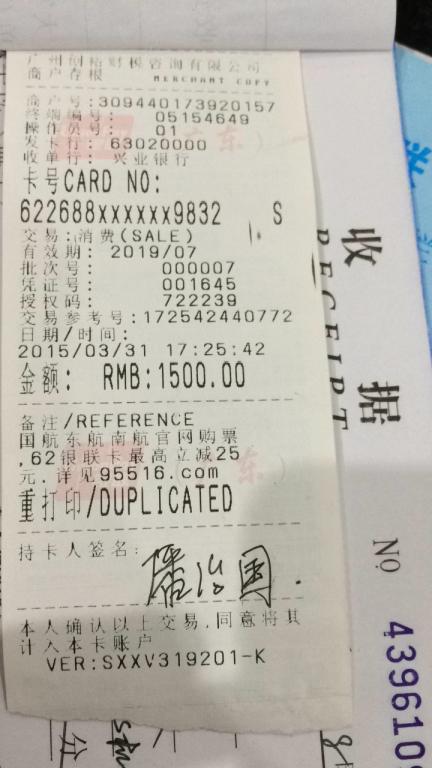 广州创裕财税咨询有限公司
商户存根 MERCHANT COPY
商户号:3094401/3920157
终端编号: 05154649
操作员号: 01
发卡行: 63020000
收单行: 兴业银行
卡号CARD NO:
622688xxxxxx9832 S
交易:消费(SALE)
有效期: 2019/07
批次号: 000007
凭证号: 001645
授权码: 722239
交易参考号:172542440772
日期/时间:
2015/03/31 17:25:42
金额: RMB:1500.00
备注/REFERENCE
国航东航南航官网购票
,62银联卡最高立减25
元.详见95516.com
重打印/DUPLICATED
持卡人签名:
本人确认以上交易,同意将其
计入本卡账户
VER:SXXV319201-K
收据
RECEIPT
No
439610
分